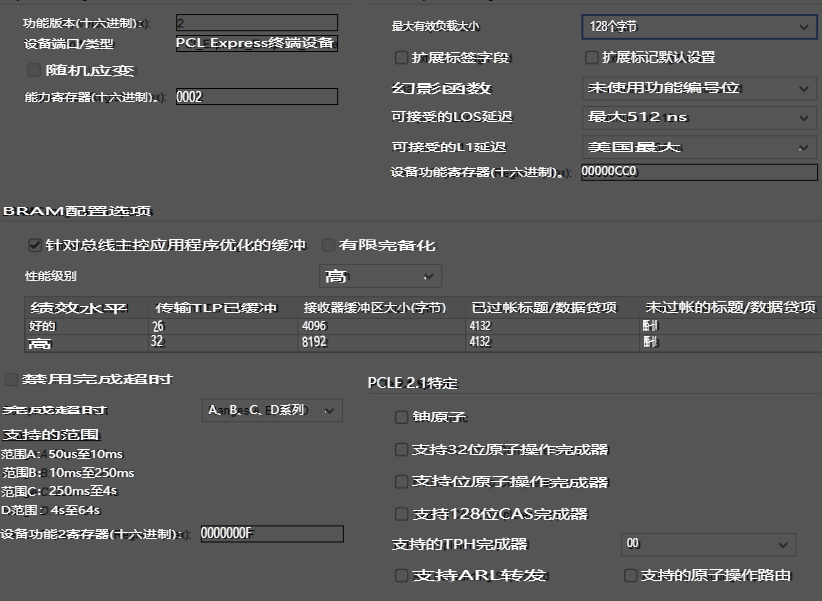 功能版本(十六进制): 2
设备端口/类型 PCL Express终端设备
随机应变
能力寄存器(十六进制)。 0002
最大有效负载大小 128个字节
扩展标签字段 扩展标记默认设置
幻影函数 未使用功能编号位
可接受的LOS延迟 最大512 ns
可接受的L1延迟 美国最大
设备功能寄存器(十六进制)。 00000CC0
BRAM配置选项
针对总线主控应用程序优化的缓冲 有限完备化
性能级别 高
绩效水平 传输TLP已缓冲 接收器缓冲区大小(字节) 已过帐标题/数据贷项 未过帐的标题/数据贷项
好的 26 4096 4132
高 32 8192 4132
禁用完成超时
完成超时 A、B、C、D系列
支持的范围
范围A: 50us至10ms
范围B: 10ms至250ms
范围C: 250ms至4s
D范围: 4s至64s
设备功能2寄存器(十六进制): 0000000F
PCLE 2.1特定
铀原子
支持32位原子操作完成器
支持位原子操作完成器
支持128位CAS完成器
支持的TPH完成器 00
支持ARL转发 支持的原子操作路由